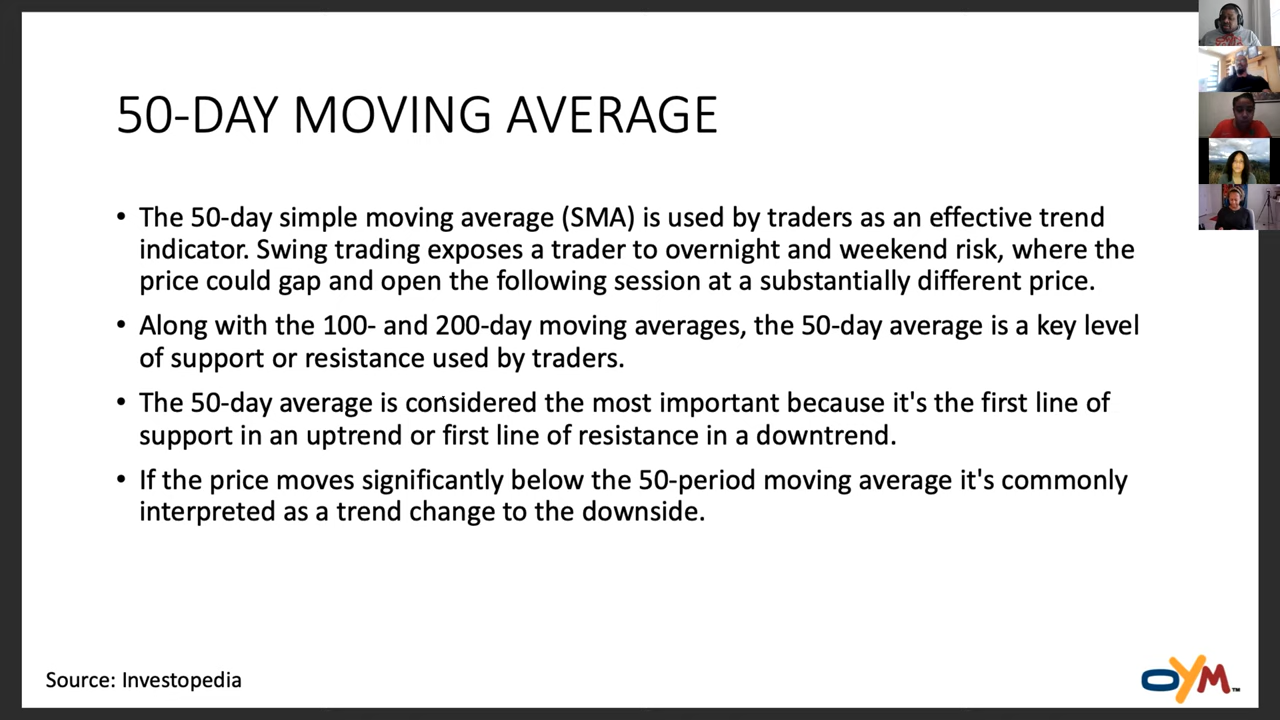 50-DAY MOVING AVERAGE
• The 50-day simple moving average (SMA) is used by traders as an effective trend
indicator. Swing trading exposes a trader to overnight and weekend risk, where the
price could gap and open the following session at a substantially different price.
• Along with the 100- and 200-day moving averages, the 50-day average is a key level
of support or resistance used by traders.
• The 50-day average is considered the most important because it's the first line of
support in an uptrend or first line of resistance in a downtrend.
• If the price moves significantly below the 50-period moving average it's commonly
interpreted as a trend change to the downside.
Source: Investopedia
OYM™